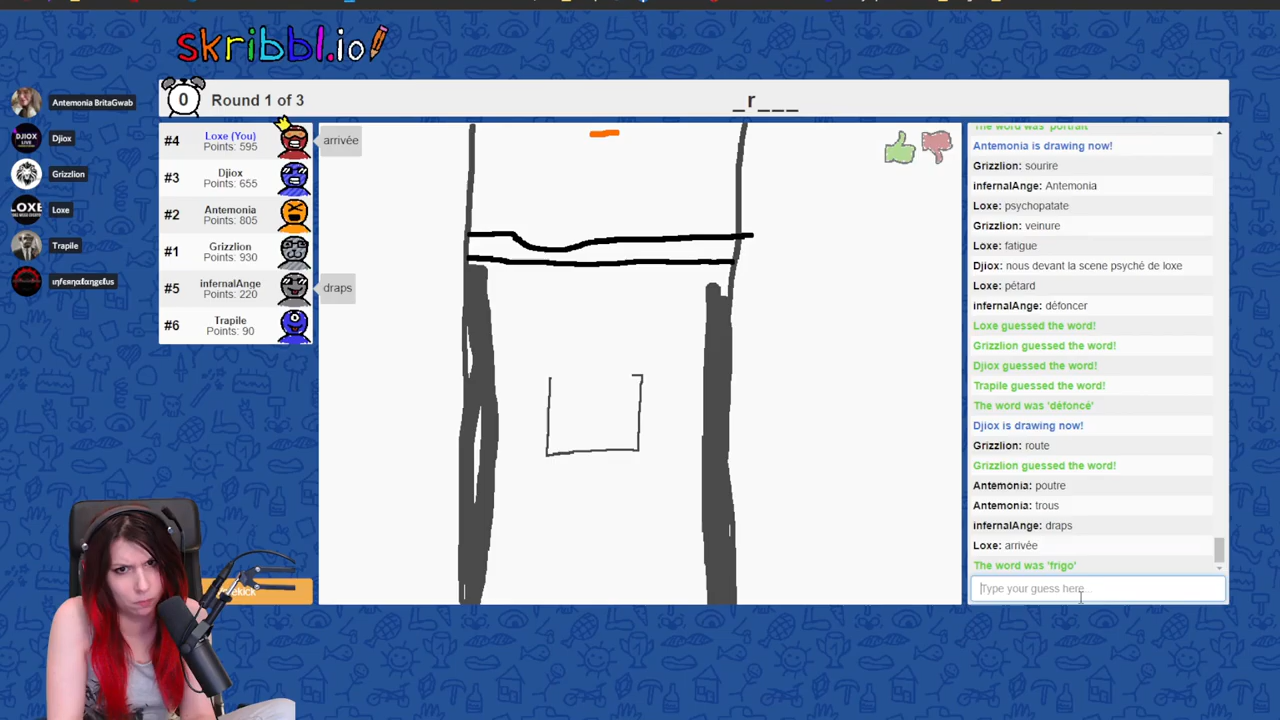 skribbl.io
0
Round 1 of 3
_r___
Antemonia BritaGwab
Djiox
Grizzlion
Loxe
Trapile
infernalangelus
DJIOX
LIVE
LOXE
#4 Loxe (You)
Points: 595
arrivée
#3 Djiox
Points: 655
#2 Antemonia
Points: 805
#1 Grizzlion
Points: 930
#5 infernalAnge
Points: 220
draps
#6 Trapile
Points: 90
The word was 'portrait'
Antemonia is drawing now!
Grizzlion: sourire
infernalAnge: Antemonia
Loxe: psychopatate
Grizzlion: veinure
Loxe: fatigue
Djiox: nous devant la scene psyché de loxe
Loxe: pétard
infernalAnge: défoncer
Loxe guessed the word!
Grizzlion guessed the word!
Djiox guessed the word!
Trapile guessed the word!
The word was 'défoncé'
Djiox is drawing now!
Grizzlion: route
Grizzlion guessed the word!
Antemonia: poutre
Antemonia: trous
infernalAnge: draps
Loxe: arrivée
The word was 'frigo'
Type your guess here...